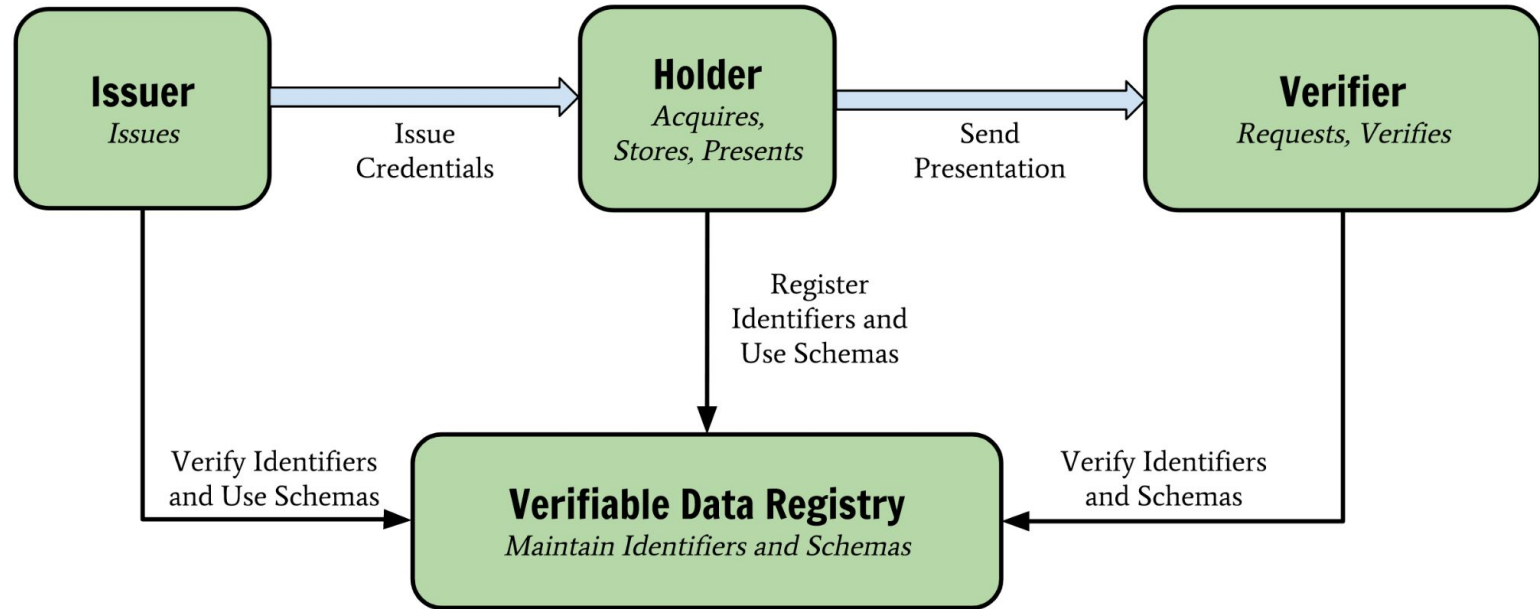 Issuer
Issues
Issue
Credentials
Holder
Acquires,
Stores, Presents
Send
Presentation
Verifier
Requests, Verifies
Register
Identifiers and
Use Schemas
Verify Identifiers
and Use Schemas
Verifiable Data Registry
Maintain Identifiers and Schemas
Verify Identifiers
and Schemas